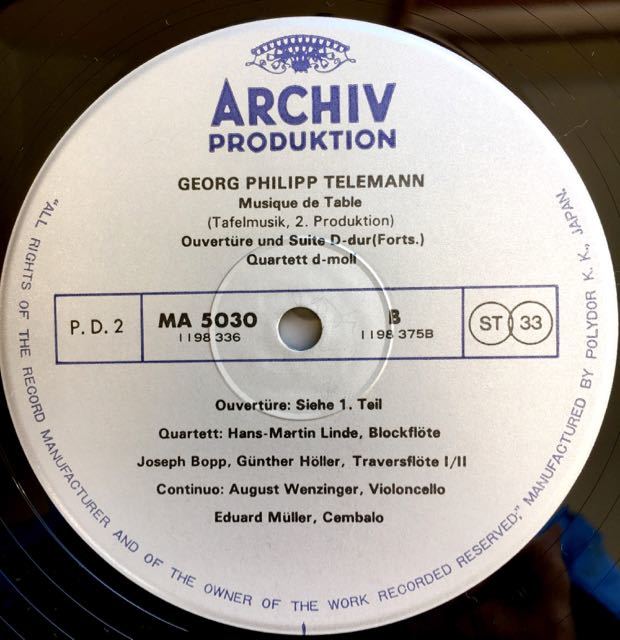 ARCHIV
PRODUKTION
GEORG PHILIPP TELEMANN
Musique de Table
(Tafelmusik, 2. Produktion)
Ouvertüre und Suite D-dur(Forts.)
Quartett d-moll
P. D. 2
MA 5030
1198 336
B
1198 375B
ST 33
Ouvertüre: Siehe 1. Teil
Quartett: Hans-Martin Linde, Blockflöte
Joseph Bopp, Günther Höller, Traversflöte I/II
Continuo: August Wenzinger, Violoncello
Eduard Müller, Cembalo
"ALL RIGHTS OF THE RECORD MANUFACTURER AND OF THE OWNER OF THE WORK RECORDED RESERVED," MANUFACTURED BY POLYDOR K. K., JAPAN.